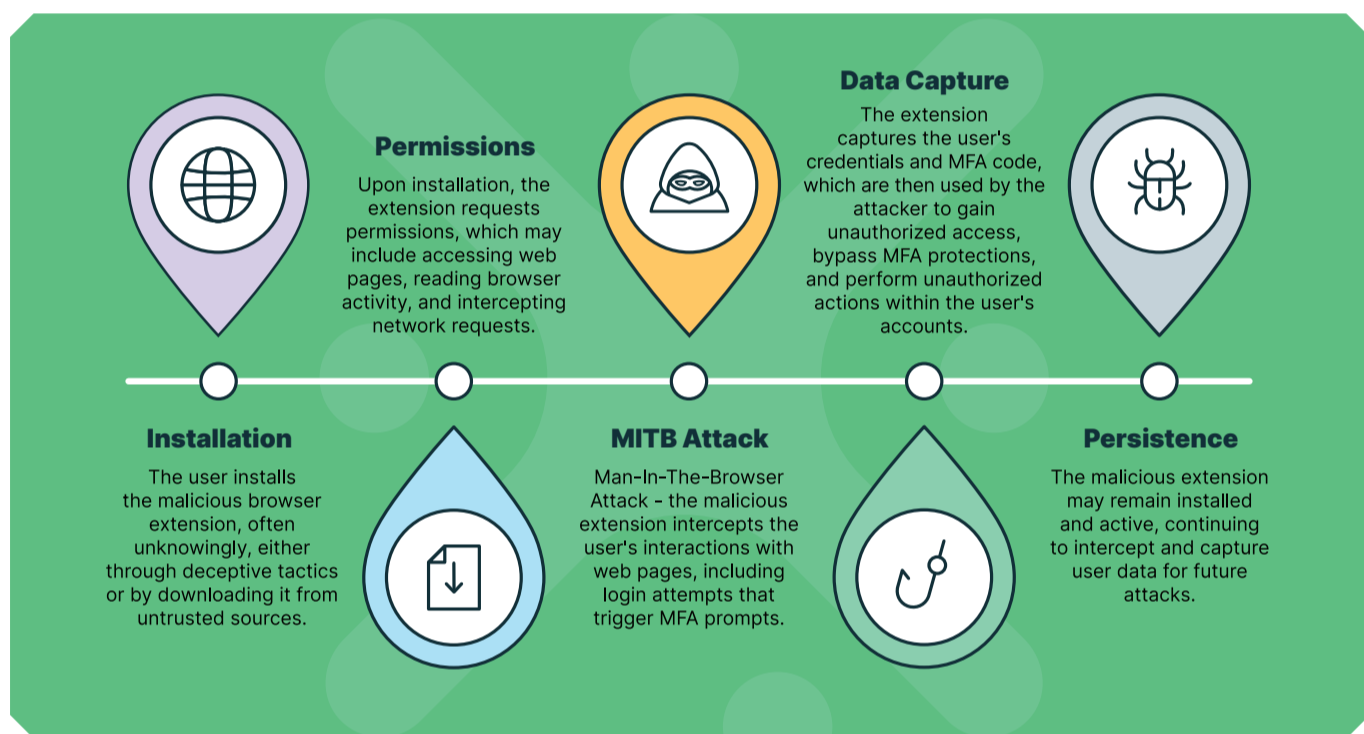 Installation
The user installs
the malicious browser
extension, often
unknowingly, either
through deceptive tactics
or by downloading it from
untrusted sources.
Permissions
Upon installation, the
extension requests
permissions, which may
include accessing web
pages, reading browser
activity, and intercepting
network requests.
MITB Attack
Man-In-The-Browser
Attack - the malicious
extension intercepts the
user's interactions with
web pages, including
login attempts that
trigger MFA prompts.
Data Capture
The extension
captures the user's
credentials and MFA code,
which are then used by the
attacker to gain
unauthorized access,
bypass MFA protections,
and perform unauthorized
actions within the user's
accounts.
Persistence
The malicious extension
may remain installed
and active, continuing
to intercept and capture
user data for future
attacks.